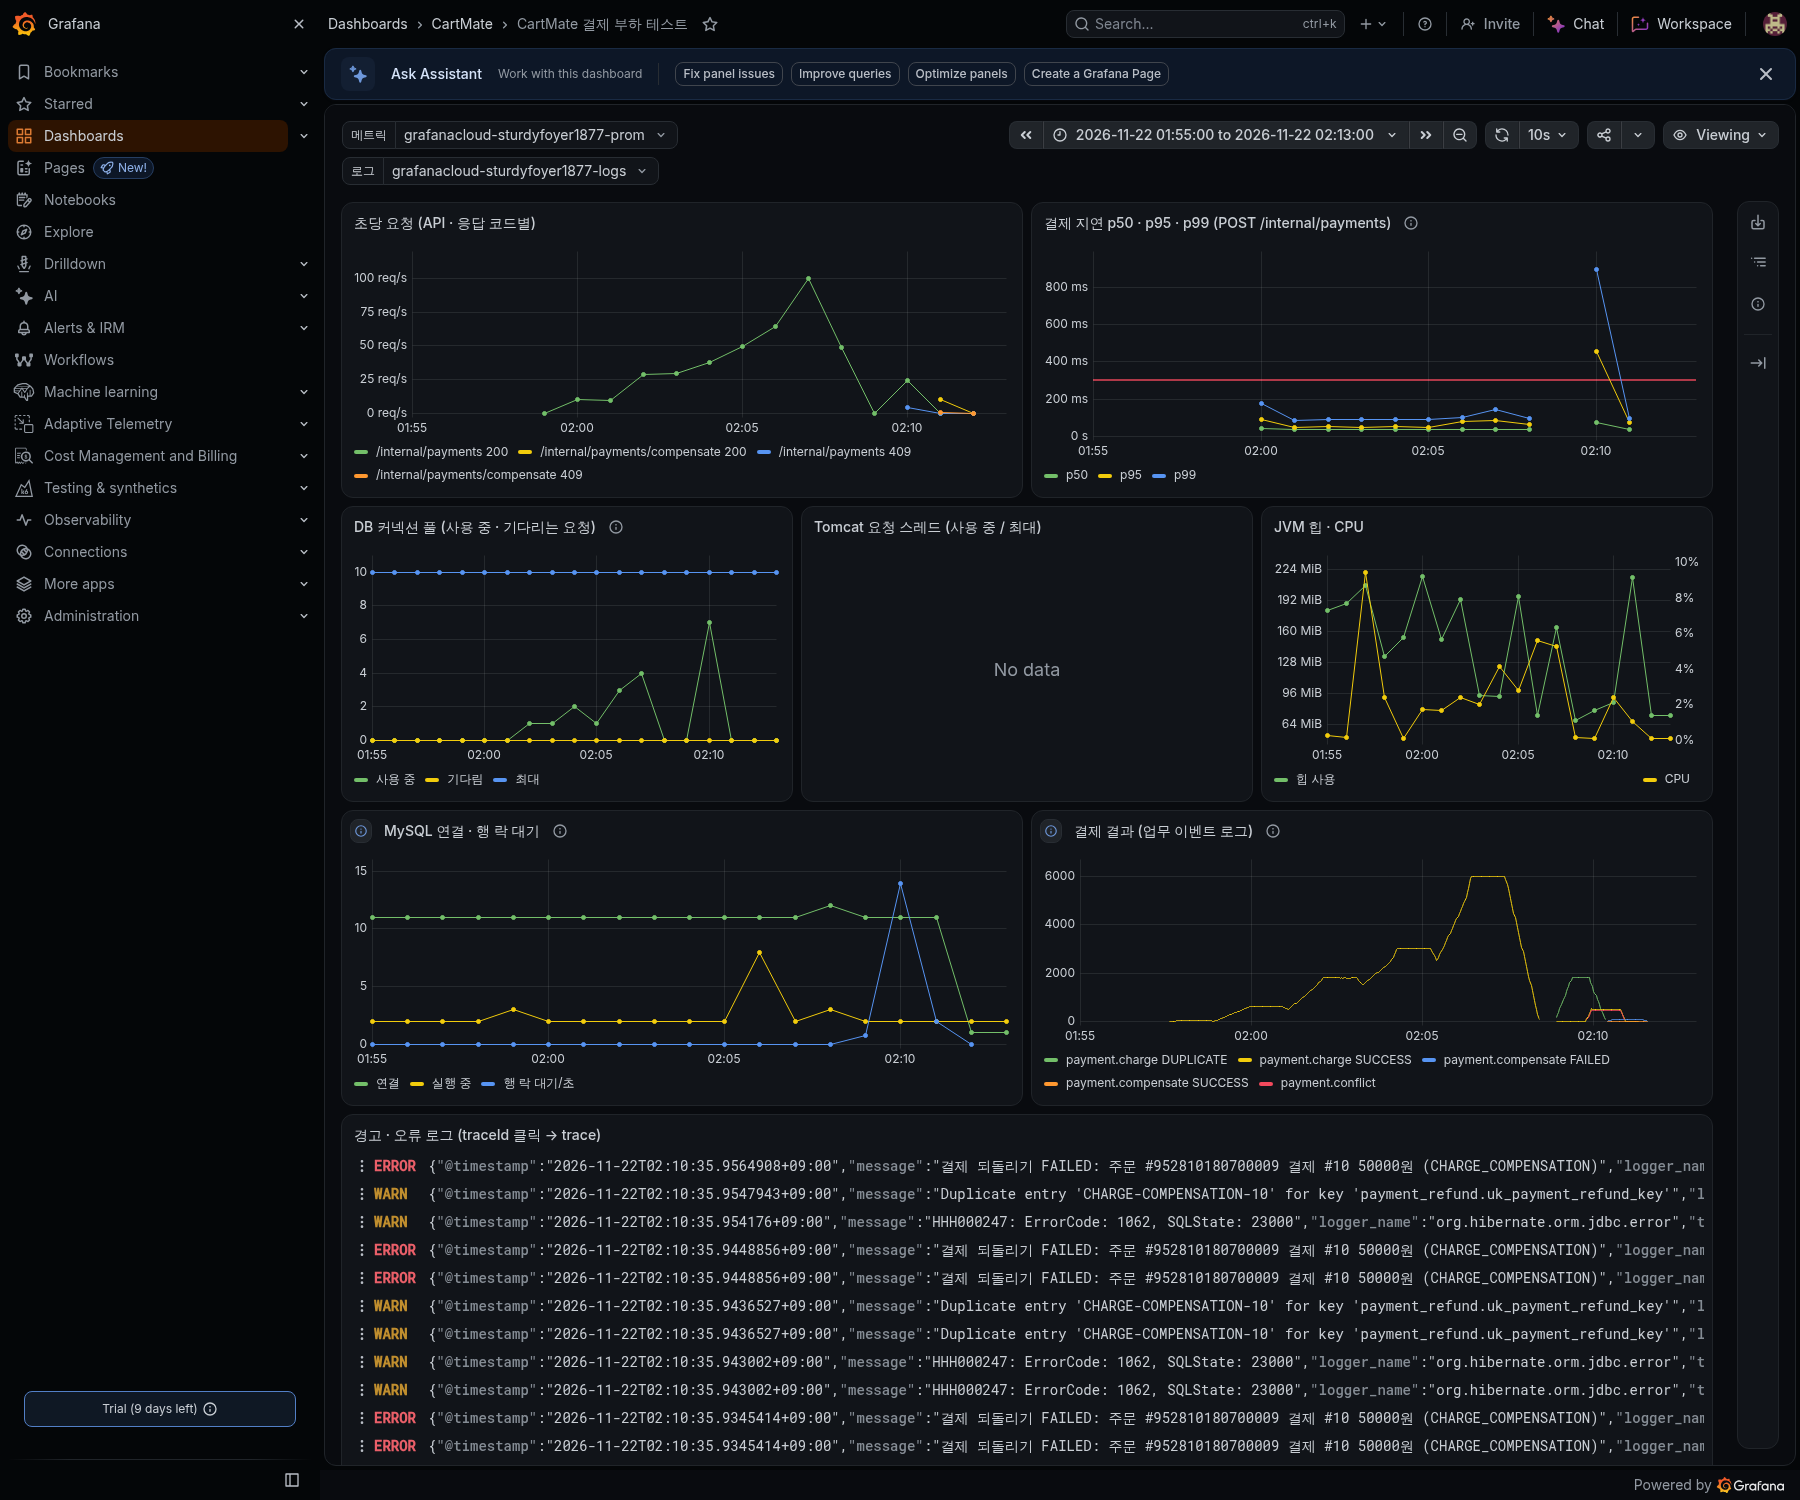 Grafana
Dashboards › CartMate › CartMate 결제 부하 테스트
Search... ctrl+k
Invite
Chat
Workspace
Bookmarks
Starred
Dashboards
Pages New!
Notebooks
Explore
Drilldown
AI
Alerts & IRM
Workflows
Machine learning
Adaptive Telemetry
Cost Management and Billing
Testing & synthetics
Observability
Connections
More apps
Administration
Trial (9 days left)
Ask Assistant Work with this dashboard Fix panel issues Improve queries Optimize panels Create a Grafana Page
메트릭 grafanacloud-sturdyfoyer1877-prom
2026-11-22 01:55:00 to 2026-11-22 02:13:00
10s
Viewing
로그 grafanacloud-sturdyfoyer1877-logs
초당 요청 (API · 응답 코드별)
100 req/s
75 req/s
50 req/s
25 req/s
0 req/s
01:55 02:00 02:05 02:10
/internal/payments 200 /internal/payments/compensate 200 /internal/payments 409
/internal/payments/compensate 409
결제 지연 p50 · p95 · p99 (POST /internal/payments)
800 ms
600 ms
400 ms
200 ms
0 s
01:55 02:00 02:05 02:10
p50 p95 p99
DB 커넥션 풀 (사용 중 · 기다리는 요청)
10
8
6
4
2
0
01:55 02:00 02:05 02:10
사용 중 기다림 최대
Tomcat 요청 스레드 (사용 중 / 최대)
No data
JVM 힙 · CPU
224 MiB
192 MiB
160 MiB
128 MiB
96 MiB
64 MiB
10%
8%
6%
4%
2%
0%
01:55 02:00 02:05 02:10
힙 사용 CPU
MySQL 연결 · 행 락 대기
15
10
5
0
01:55 02:00 02:05 02:10
연결 실행 중 행 락 대기/초
결제 결과 (업무 이벤트 로그)
6000
4000
2000
0
01:55 02:00 02:05 02:10
payment.charge DUPLICATE payment.charge SUCCESS payment.compensate FAILED
payment.compensate SUCCESS payment.conflict
경고 · 오류 로그 (traceId 클릭 → trace)
ERROR {"@timestamp":"2026-11-22T02:10:35.9564908+09:00","message":"결제 되돌리기 FAILED: 주문 #952810180700009 결제 #10 50000원 (CHARGE_COMPENSATION)","logger_nam
WARN {"@timestamp":"2026-11-22T02:10:35.9547943+09:00","message":"Duplicate entry 'CHARGE-COMPENSATION-10' for key 'payment_refund.uk_payment_refund_key'","l
WARN {"@timestamp":"2026-11-22T02:10:35.954176+09:00","message":"HHH000247: ErrorCode: 1062, SQLState: 23000","logger_name":"org.hibernate.orm.jdbc.error","t
ERROR {"@timestamp":"2026-11-22T02:10:35.9448856+09:00","message":"결제 되돌리기 FAILED: 주문 #952810180700009 결제 #10 50000원 (CHARGE_COMPENSATION)","logger_nam
ERROR {"@timestamp":"2026-11-22T02:10:35.9448856+09:00","message":"결제 되돌리기 FAILED: 주문 #952810180700009 결제 #10 50000원 (CHARGE_COMPENSATION)","logger_nam
WARN {"@timestamp":"2026-11-22T02:10:35.9436527+09:00","message":"Duplicate entry 'CHARGE-COMPENSATION-10' for key 'payment_refund.uk_payment_refund_key'","l
WARN {"@timestamp":"2026-11-22T02:10:35.9436527+09:00","message":"Duplicate entry 'CHARGE-COMPENSATION-10' for key 'payment_refund.uk_payment_refund_key'","l
WARN {"@timestamp":"2026-11-22T02:10:35.943002+09:00","message":"HHH000247: ErrorCode: 1062, SQLState: 23000","logger_name":"org.hibernate.orm.jdbc.error","t
WARN {"@timestamp":"2026-11-22T02:10:35.943002+09:00","message":"HHH000247: ErrorCode: 1062, SQLState: 23000","logger_name":"org.hibernate.orm.jdbc.error","t
ERROR {"@timestamp":"2026-11-22T02:10:35.9345414+09:00","message":"결제 되돌리기 FAILED: 주문 #952810180700009 결제 #10 50000원 (CHARGE_COMPENSATION)","logger_nam
ERROR {"@timestamp":"2026-11-22T02:10:35.9345414+09:00","message":"결제 되돌리기 FAILED: 주문 #952810180700009 결제 #10 50000원 (CHARGE_COMPENSATION)","logger_nam
Powered by Grafana